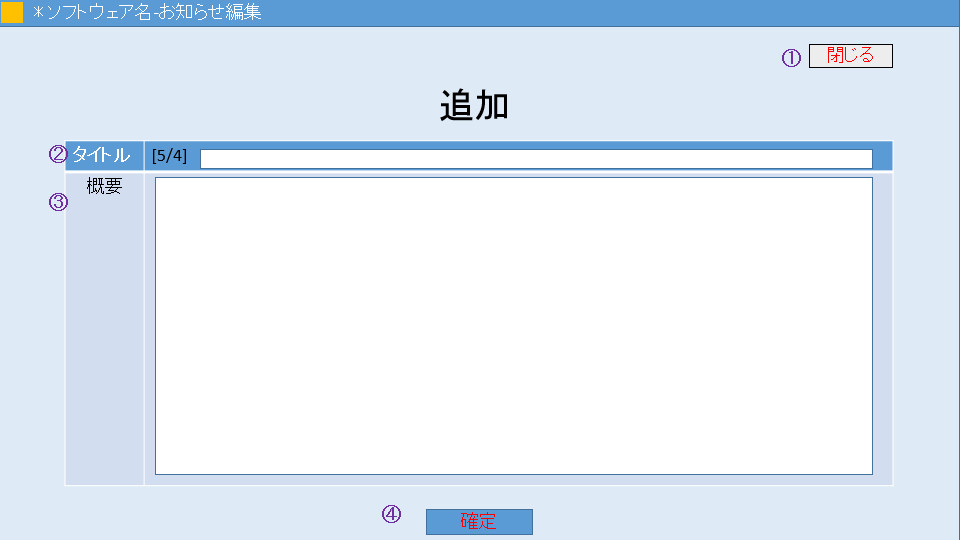 *ソフトウェア名-お知らせ編集
① 閉じる
追加
② タイトル [5/4]
概要
③
④ 確定